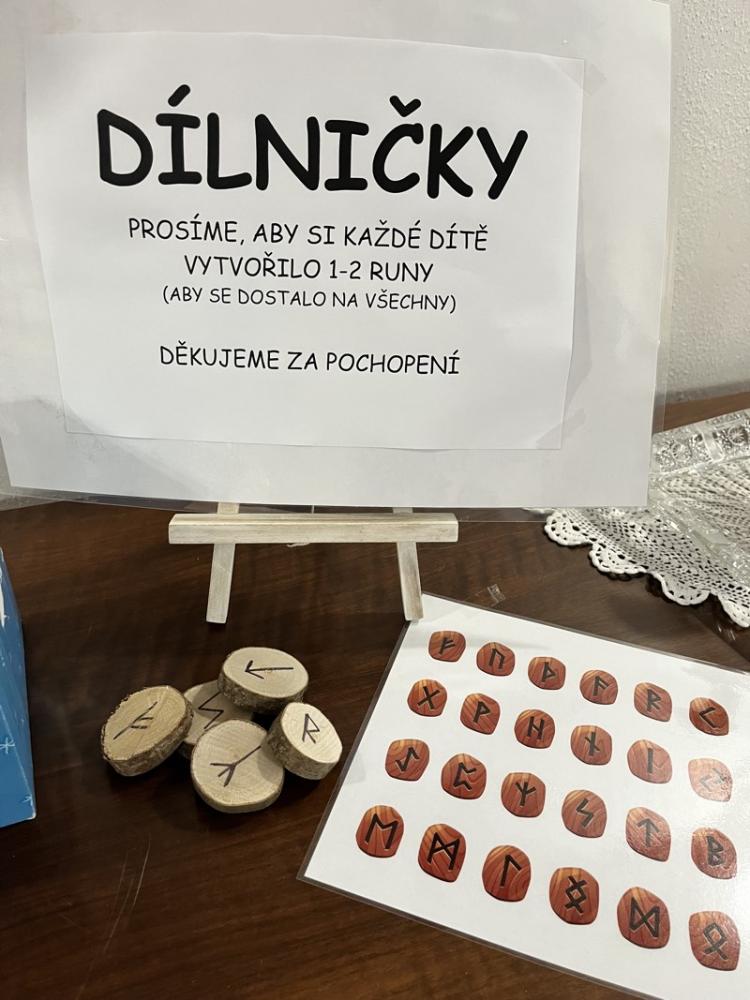 DÍLNIČKY
PROSÍME, ABY SI KAŽDÉ DÍTĚ
VYTVOŘILO 1-2 RUNY
(ABY SE DOSTALO NA VŠECHNY)
DĚKUJEME ZA POCHOPENÍ
ᛏ
ᚨ ᛊ ᚱ
ᛉ
ᚠ ᚢ ᚦ ᚨ ᚱ ᚲ
ᚷ ᚹ ᚺ ᚾ ᛁ ᛃ
ᛇ ᛈ ᛉ ᛊ ᛏ ᛒ
ᛖ ᛗ ᛚ ᛝ ᛞ ᛟ